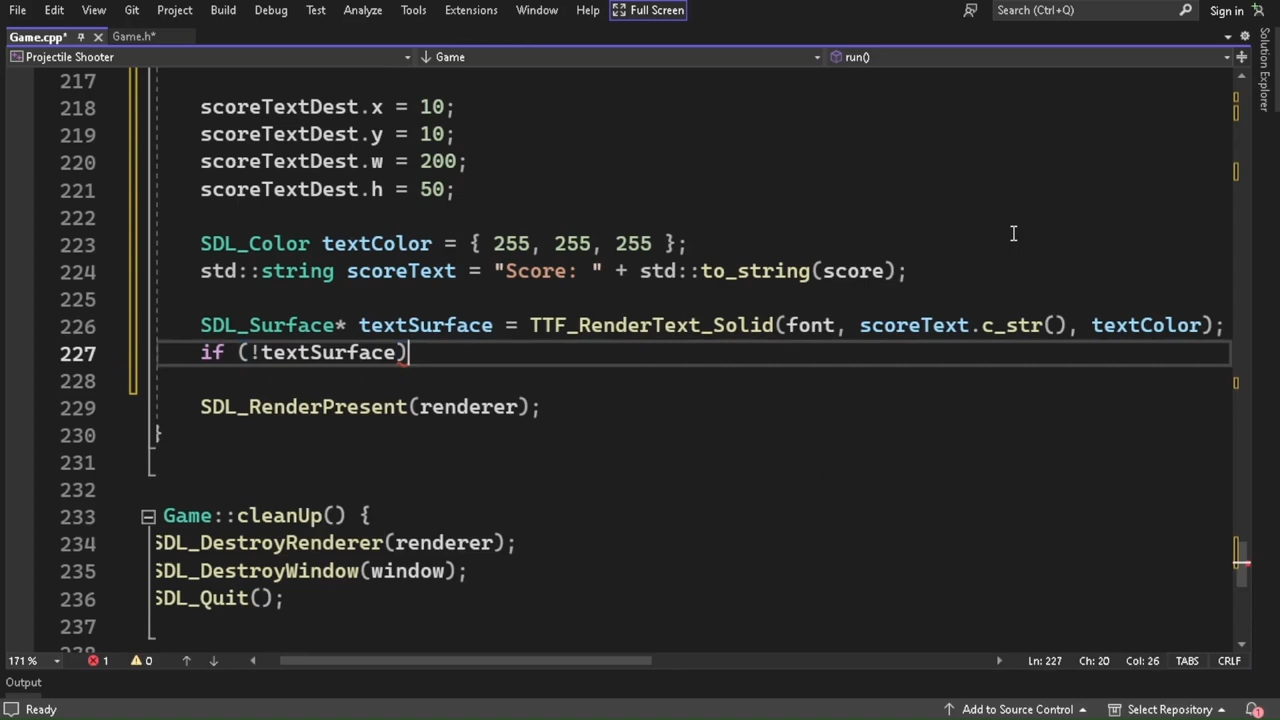 File Edit View Git Project Build Debug Test Analyze Tools Extensions Window Help Full Screen Search (Ctrl+Q) Sign in
Game.cpp* Game.h*
Projectile Shooter Game run()
Solution Explorer
217
218 scoreTextDest.x = 10;
219 scoreTextDest.y = 10;
220 scoreTextDest.w = 200;
221 scoreTextDest.h = 50;
222
223 SDL_Color textColor = { 255, 255, 255 };
224 std::string scoreText = "Score: " + std::to_string(score);
225
226 SDL_Surface* textSurface = TTF_RenderText_Solid(font, scoreText.c_str(), textColor);
227 if (!textSurface)
228
229 SDL_RenderPresent(renderer);
230 }
231
232
233 Game::cleanUp() {
234 SDL_DestroyRenderer(renderer);
235 SDL_DestroyWindow(window);
236 SDL_Quit();
237
171 % 1 0 Ln: 227 Ch: 20 Col: 26 TABS CRLF
Output
Ready Add to Source Control Select Repository 1